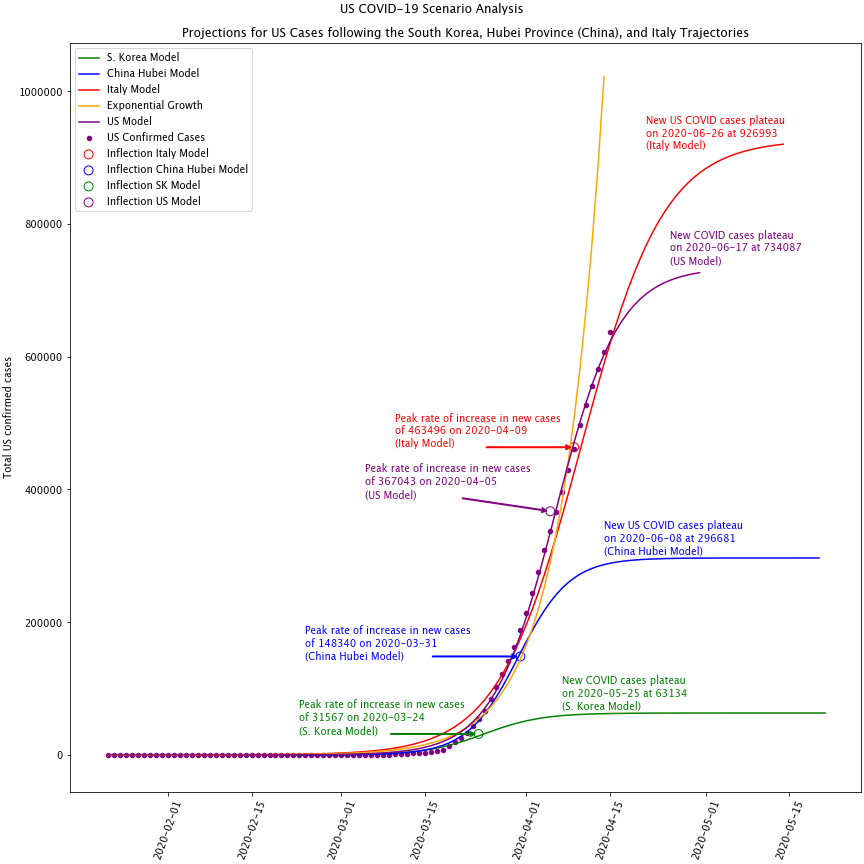 US COVID-19 Scenario Analysis
Projections for US Cases following the South Korea, Hubei Province (China), and Italy Trajectories
S. Korea Model
China Hubei Model
Italy Model
Exponential Growth
US Model
US Confirmed Cases
Inflection Italy Model
Inflection China Hubei Model
Inflection SK Model
Inflection US Model
Total US confirmed cases
1000000
800000
600000
400000
200000
0
New US COVID cases plateau
on 2020-06-26 at 926993
(Italy Model)
New COVID cases plateau
on 2020-06-17 at 734087
(US Model)
Peak rate of increase in new cases
of 463496 on 2020-04-09
(Italy Model)
Peak rate of increase in new cases
of 367043 on 2020-04-05
(US Model)
New US COVID cases plateau
on 2020-06-08 at 296681
(China Hubei Model)
Peak rate of increase in new cases
of 148340 on 2020-03-31
(China Hubei Model)
New COVID cases plateau
on 2020-05-25 at 63134
(S. Korea Model)
Peak rate of increase in new cases
of 31567 on 2020-03-24
(S. Korea Model)
2020-02-01
2020-02-15
2020-03-01
2020-03-15
2020-04-01
2020-04-15
2020-05-01
2020-05-15